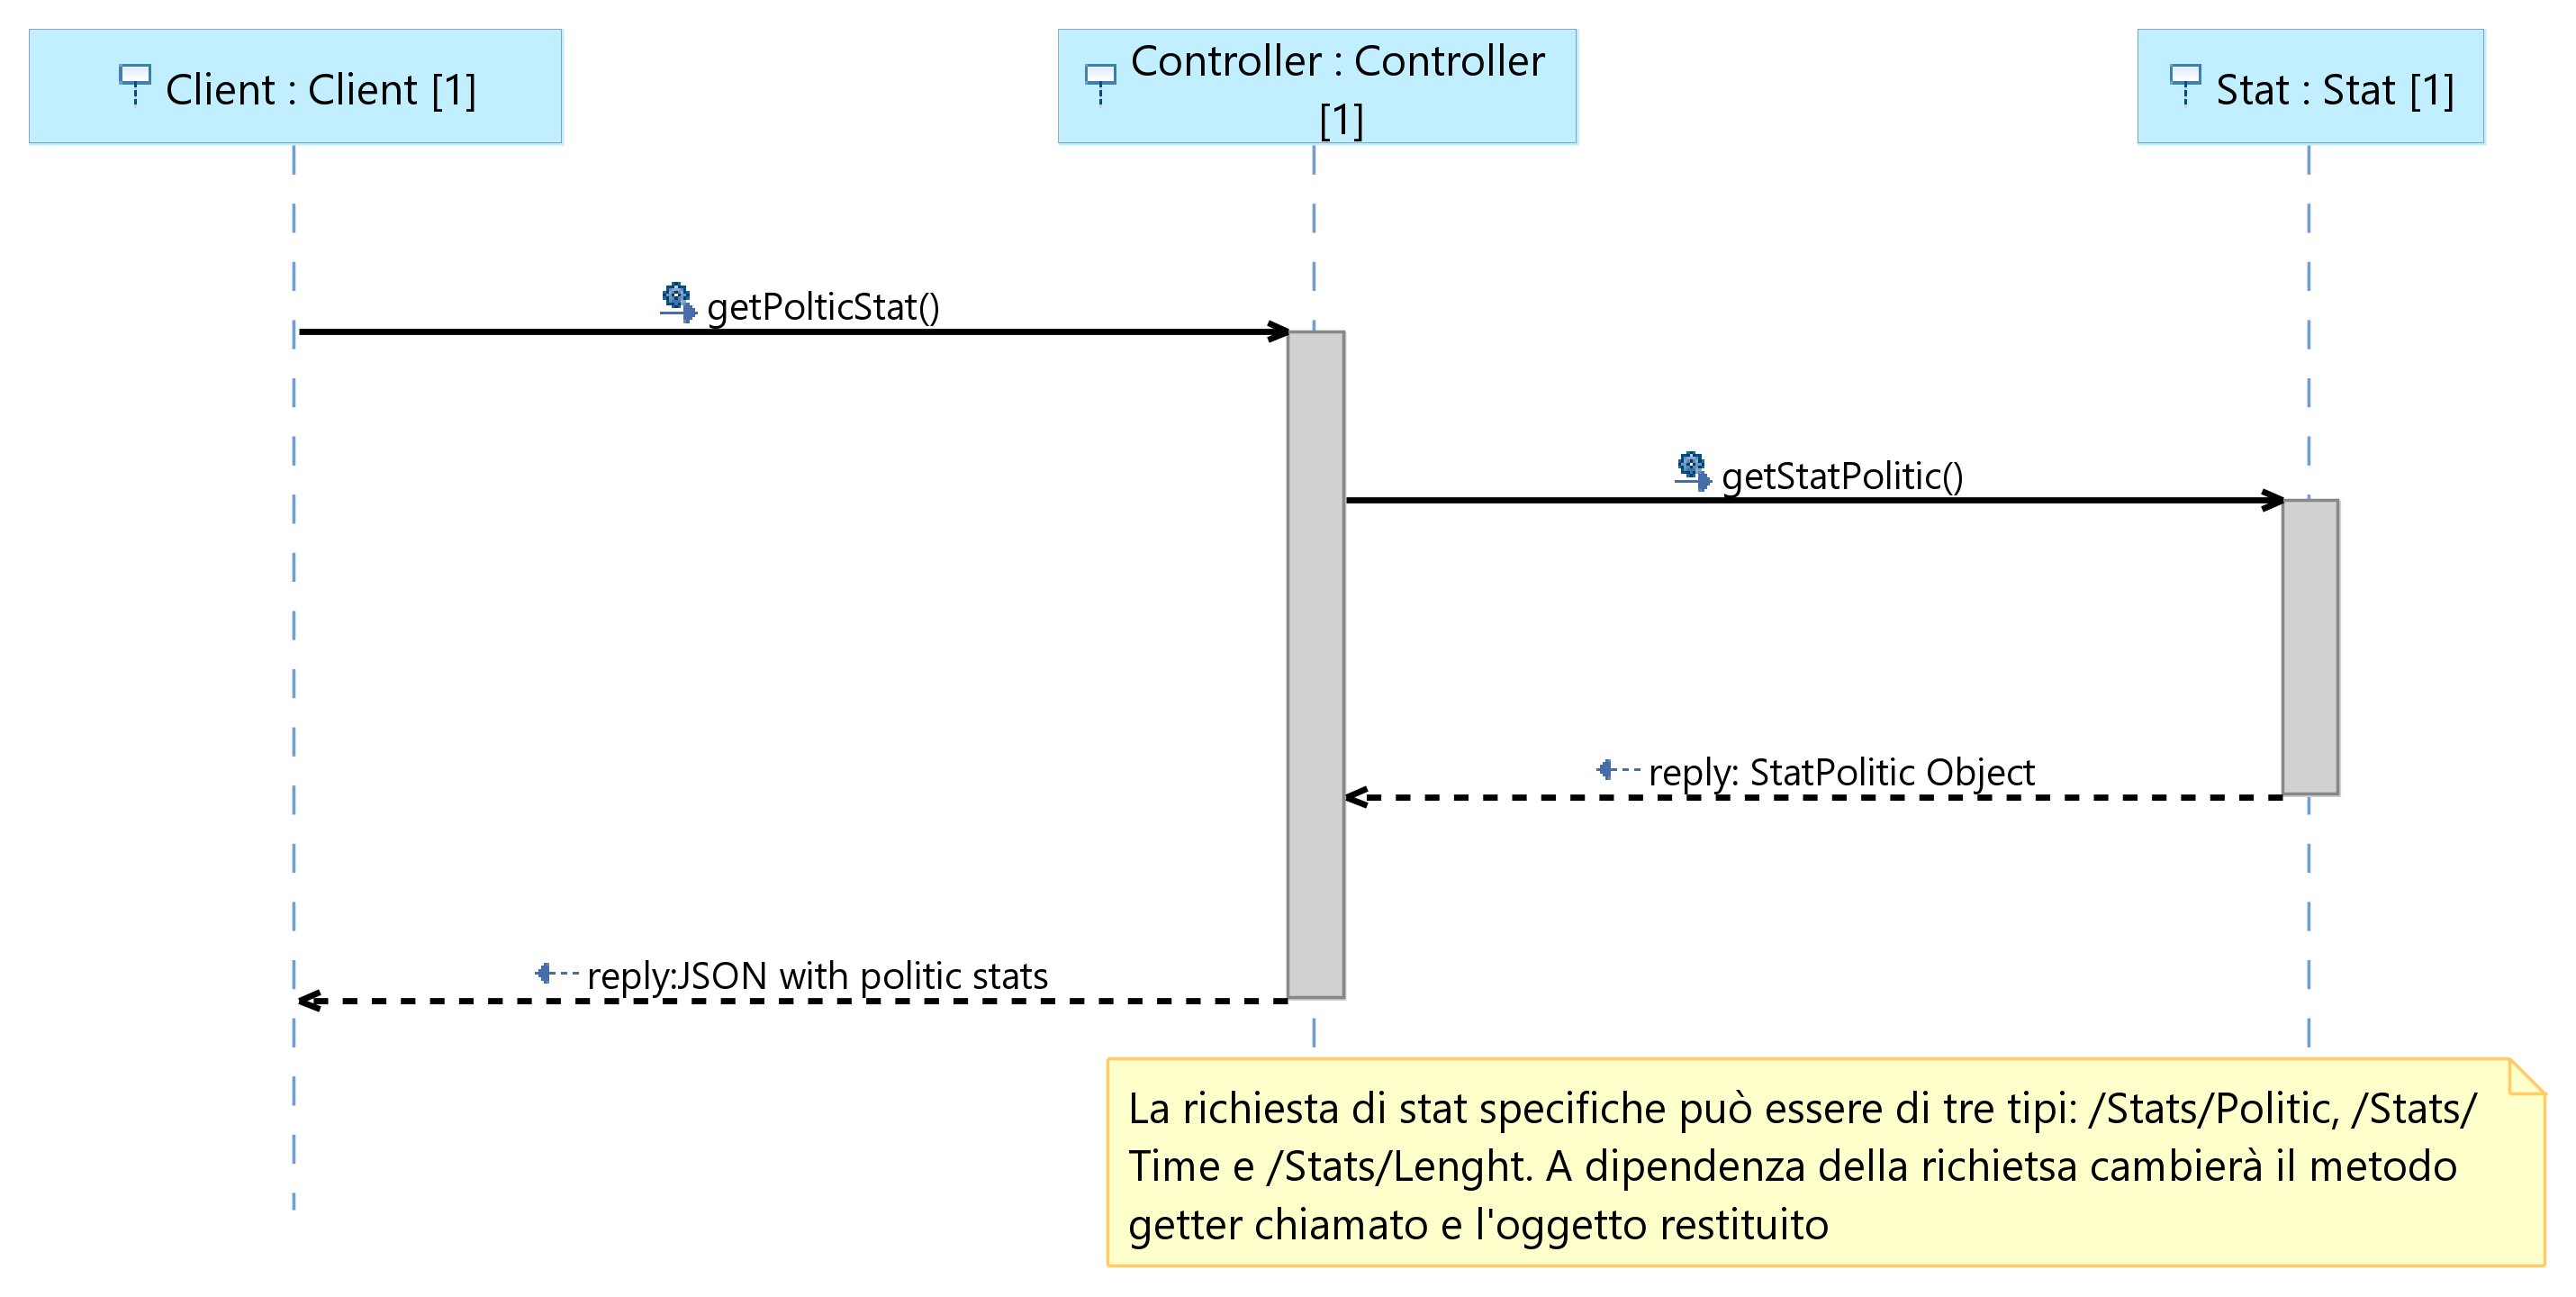 Client : Client [1]
Controller : Controller
[1]
Stat : Stat [1]
getPolticStat()
getStatPolitic()
reply: StatPolitic Object
reply:JSON with politic stats
La richiesta di stat specifiche può essere di tre tipi: /Stats/Politic, /Stats/
Time e /Stats/Lenght. A dipendenza della richietsa cambierà il metodo
getter chiamato e l'oggetto restituito